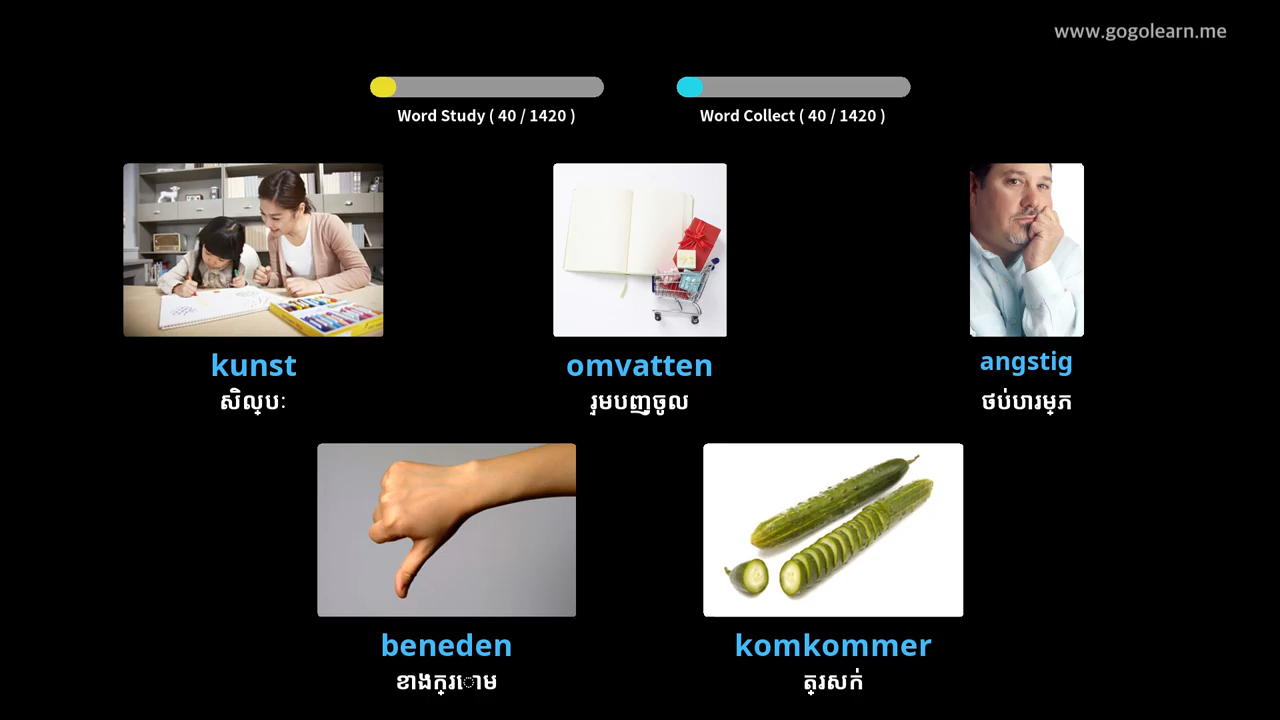 www.gogolearn.me
Word Study ( 40 / 1420 )
Word Collect ( 40 / 1420 )
kunst
សិល្បៈ
omvatten
រួមបញ្ចូល
angstig
ថប់បារម្ភ
beneden
ខាងក្រោម
komkommer
ត្រសក់